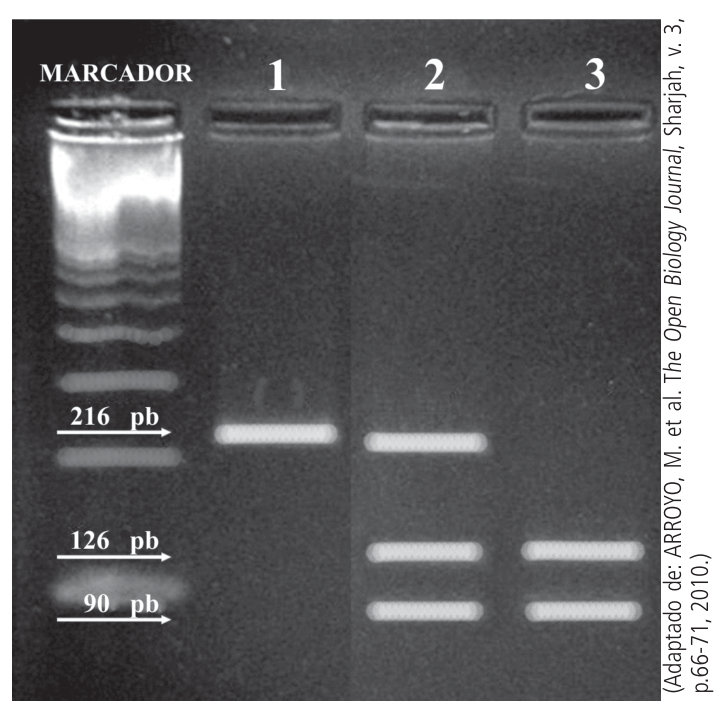 MARCADOR 1 2 3
216 pb
126 pb
90 pb
(Adaptado de: ARROYO, M. et al. The Open Biology Journal, Sharjah, v. 3,
p.66-71, 2010.)